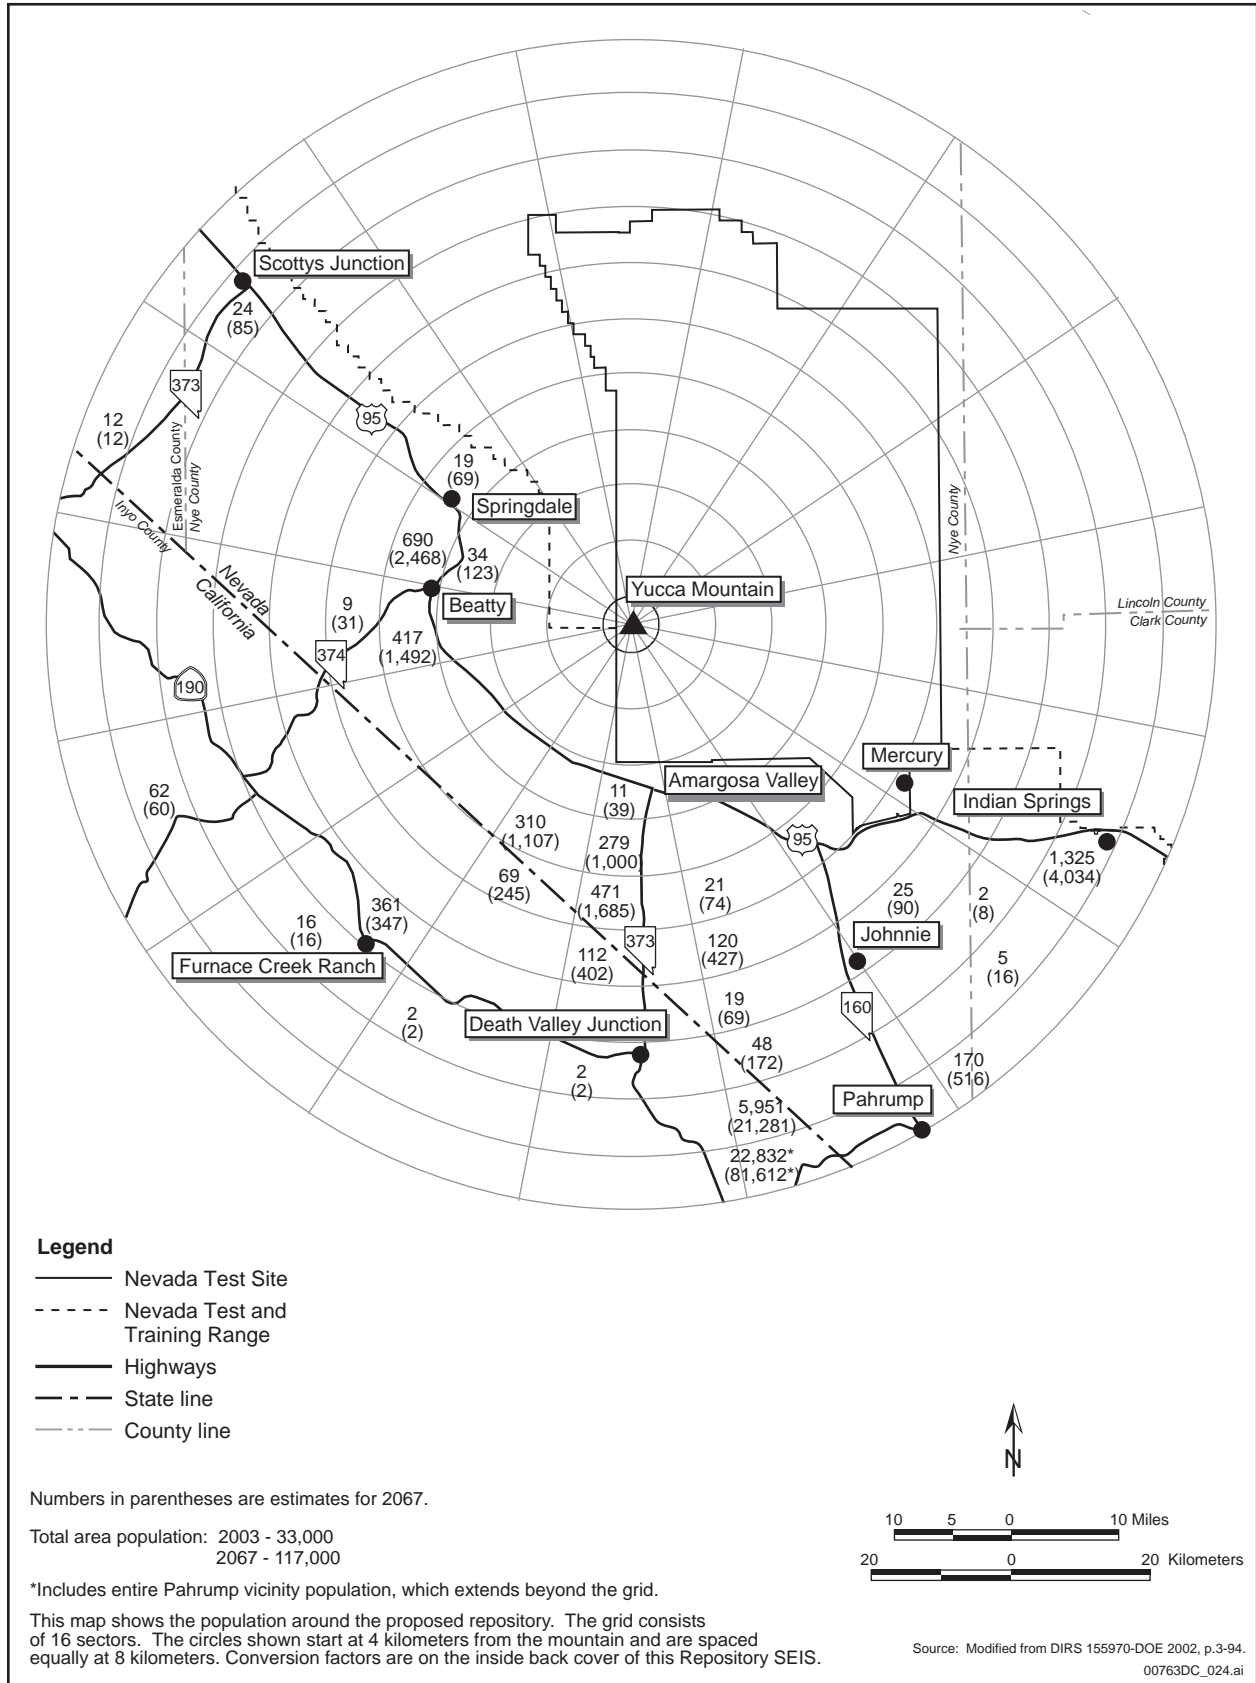 Scottys Junction
24
(85)
373
95
12
(12)
Esmeralda County
Nye County
Inyo County
19
(69)
Springdale
Nye County
690
(2,468)
34
(123)
Nevada
California
Yucca Mountain
Beatty
Lincoln County
Clark County
9
(31)
417
(1,492)
374
190
Mercury
Amargosa Valley
Indian Springs
62
(60)
11
(39)
310
(1,107)
279
(1,000)
95
1,325
(4,034)
69
(245)
471
(1,685)
21
(74)
25
(90)
2
(8)
361
(347)
16
(16)
373
Johnnie
112
(402)
120
(427)
5
(16)
Furnace Creek Ranch
2
(2)
Death Valley Junction
19
(69)
160
48
(172)
170
(516)
2
(2)
Pahrump
5,951
(21,281)
22,832*
(81,612*)
Legend
Nevada Test Site
Nevada Test and
Training Range
Highways
State line
County line
N
Numbers in parentheses are estimates for 2067.
Total area population: 2003 - 33,000
2067 - 117,000
10 5 0 10 Miles
20 0 20 Kilometers
*Includes entire Pahrump vicinity population, which extends beyond the grid.
This map shows the population around the proposed repository. The grid consists
of 16 sectors. The circles shown start at 4 kilometers from the mountain and are spaced
equally at 8 kilometers. Conversion factors are on the inside back cover of this Repository SEIS.
Source: Modified from DIRS 155970-DOE 2002, p.3-94.
00763DC_024.ai